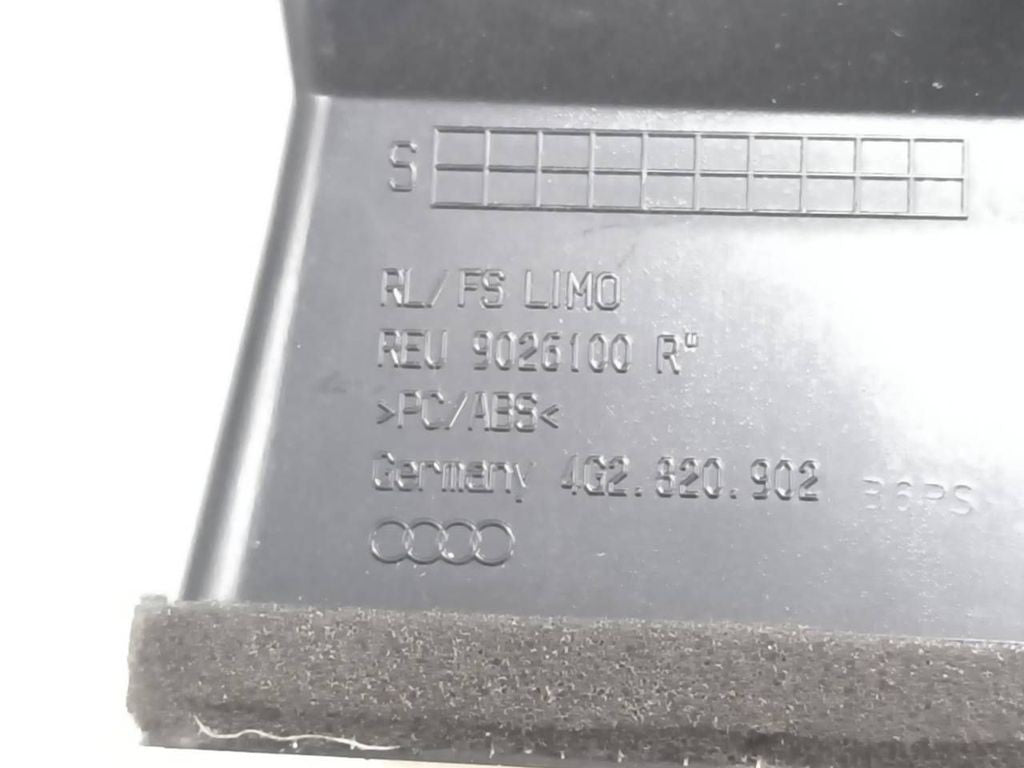 S
RL/FS LIMO
REU 9026100 R"
>PC/ABS<
Germany 4G2.820.902